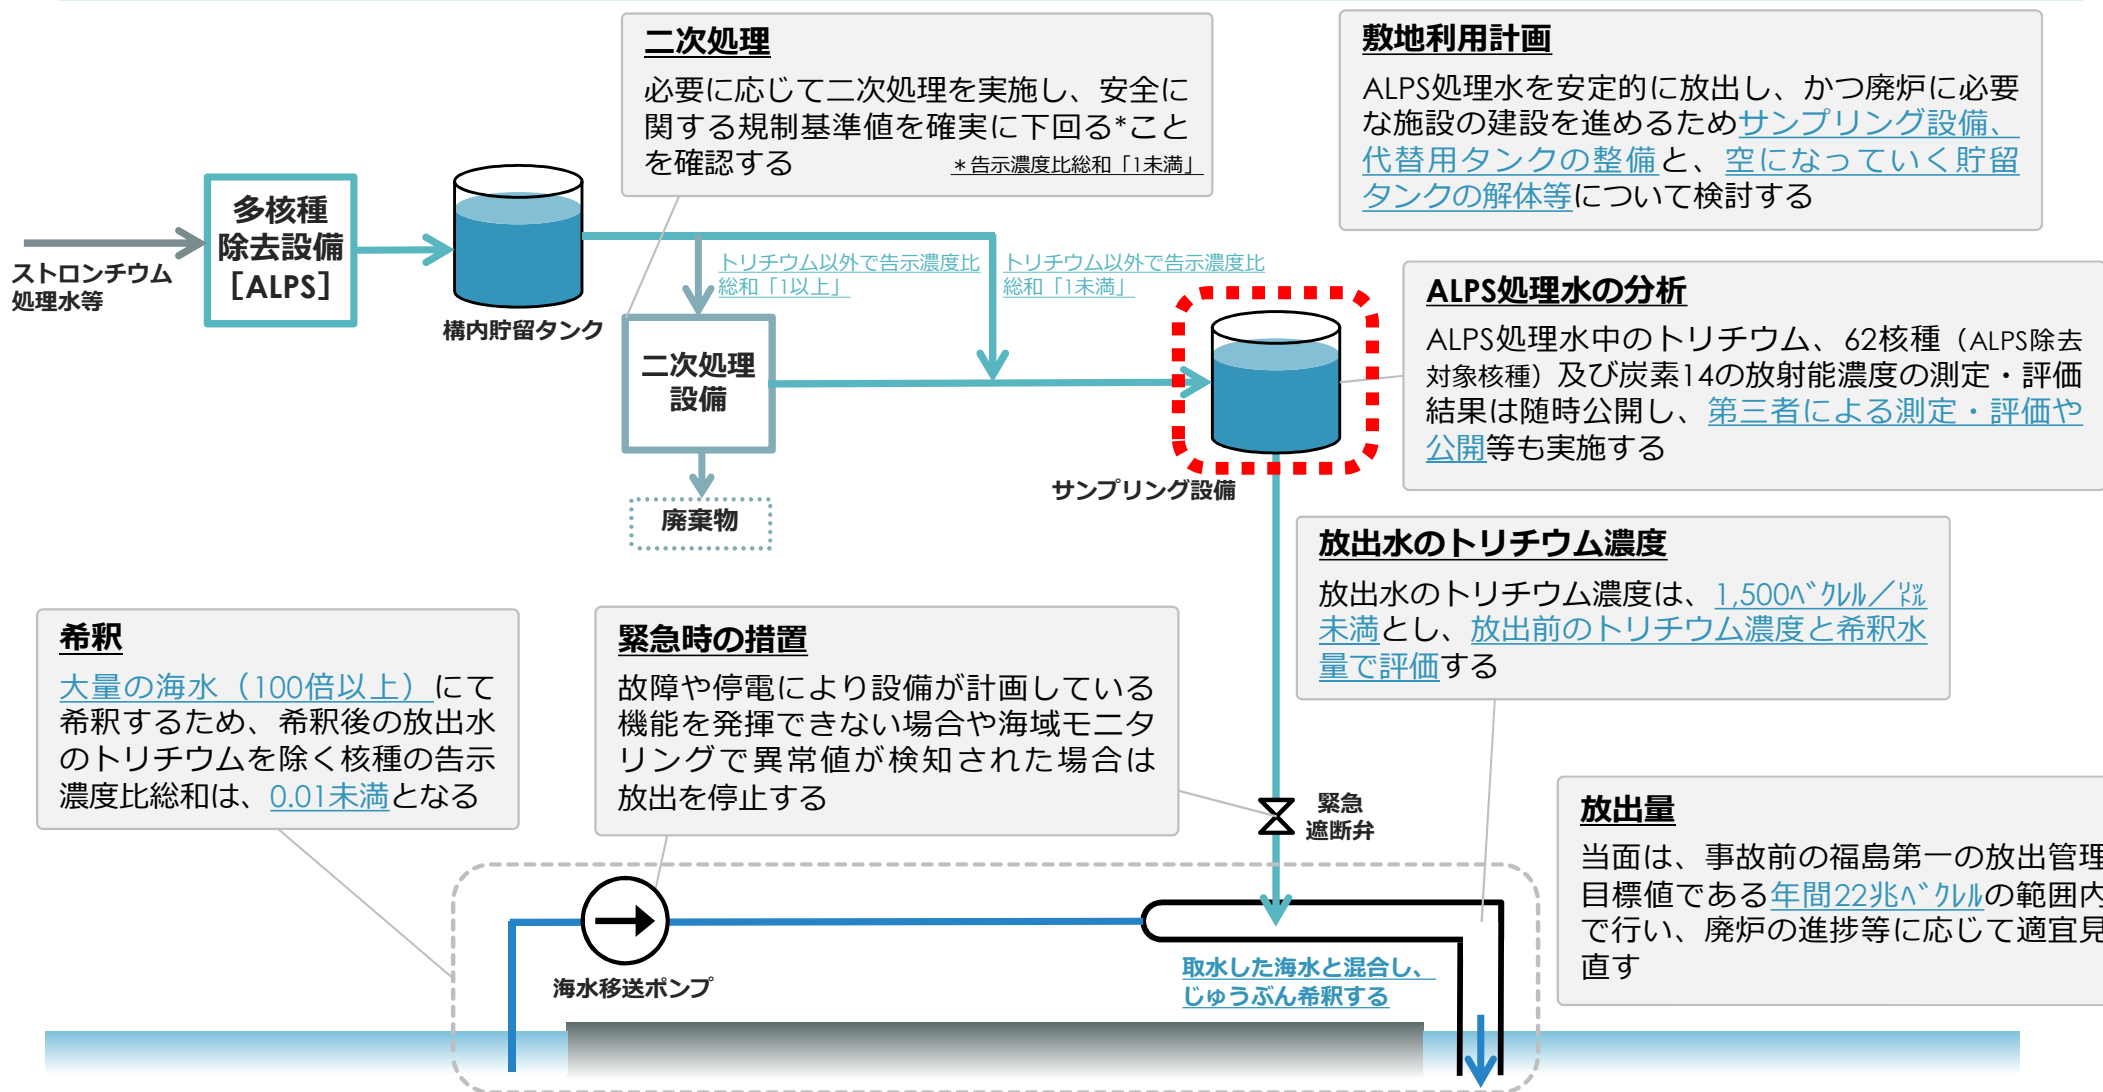 二次処理
必要に応じて二次処理を実施し、安全に
関する規制基準値を確実に下回る*こと
を確認する
＊告示濃度比総和「1未満」
敷地利用計画
ALPS処理水を安定的に放出し、かつ廃炉に必要
な施設の建設を進めるためサンプリング設備、
代替用タンクの整備と、空になっていく貯留
タンクの解体等について検討する
ストロンチウム
処理水等
多核種
除去設備
［ALPS］
構内貯留タンク
トリチウム以外で告示濃度比
総和「1以上」
トリチウム以外で告示濃度比
総和「1未満」
二次処理
設備
廃棄物
サンプリング設備
ALPS処理水の分析
ALPS処理水中のトリチウム、62核種（ALPS除去
対象核種）及び炭素14の放射能濃度の測定・評価
結果は随時公開し、第三者による測定・評価や
公開等も実施する
放出水のトリチウム濃度
放出水のトリチウム濃度は、1,500ﾍﾞｸﾚﾙ／㍑
未満とし、放出前のトリチウム濃度と希釈水
量で評価する
希釈
大量の海水（100倍以上）にて
希釈するため、希釈後の放出水
のトリチウムを除く核種の告示
濃度比総和は、0.01未満となる
緊急時の措置
故障や停電により設備が計画している
機能を発揮できない場合や海域モニタ
リングで異常値が検知された場合は
放出を停止する
緊急
遮断弁
放出量
当面は、事故前の福島第一の放出管理
目標値である年間22兆ﾍﾞｸﾚﾙの範囲内
で行い、廃炉の進捗等に応じて適宜見
直す
海水移送ポンプ
取水した海水と混合し、
じゅうぶん希釈する